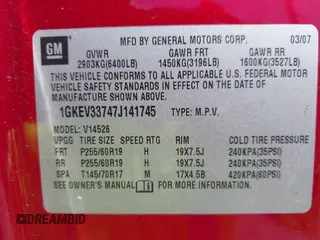 GM
MFD BY GENERAL MOTORS CORP. 03/07
GVWR GAWR FRT GAWR RR
2903KG(6400LB) 1450KG(3196LB) 1600KG(3527LB)
THIS VEHICLE CONFORMS TO ALL APPLICABLE U.S. FEDERAL MOTOR
VEHICLE SAFETY AND THEFT PREVENTION STANDARDS IN
EFFECT ON THE DATE OF MANUFACTURE SHOWN ABOVE.
1GKEV33747J141745 TYPE: M.P.V.
V14526
VTG TIRE SIZE SPEED RTG RIM COLD TIRE PRESSURE
FRT P255/60R19 H 19X7.5J 240KPA(35PSI)
RR P255/60R19 H 19X7.5J 240KPA(35PSI)
SPA T145/70R17 M 17X4.5B 420KPA(60PSI)
SEE OWNER'S MANUAL FOR MORE INFORMATION.
DREAMBID